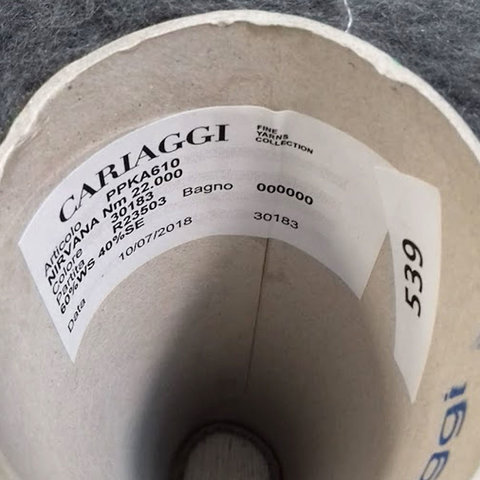 CARIAGGI
FINE
YARNS
COLLECTION
Articolo PPKA610
NIRVANA Nm 22.000
Colore 30183
Partita R23503 Bagno 000000
60%WS 40%SE
Data 10/07/2018 30183
539
ggi